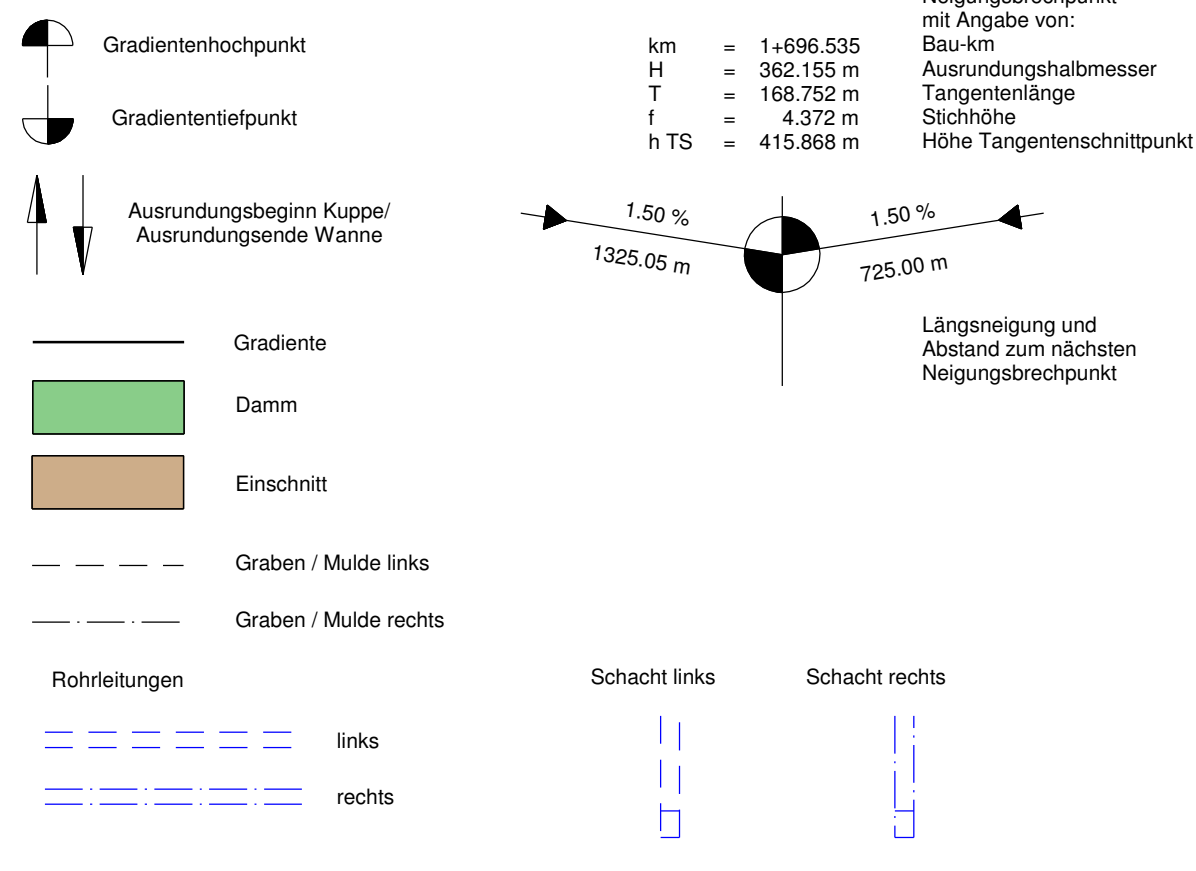 Neigungsbrechpunkt
mit Angabe von:
Gradientenhochpunkt
km = 1+696.535 Bau-km
H = 362.155 m Ausrundungshalbmesser
T = 168.752 m Tangentenlänge
f = 4.372 m Stichhöhe
h TS = 415.868 m Höhe Tangentenschnittpunkt
Gradiententiefpunkt
Ausrundungsbeginn Kuppe/
Ausrundungsende Wanne
1.50 %
1325.05 m
1.50 %
725.00 m
Längsneigung und
Abstand zum nächsten
Neigungsbrechpunkt
Gradiente
Damm
Einschnitt
Graben / Mulde links
Graben / Mulde rechts
Rohrleitungen
links
rechts
Schacht links
Schacht rechts